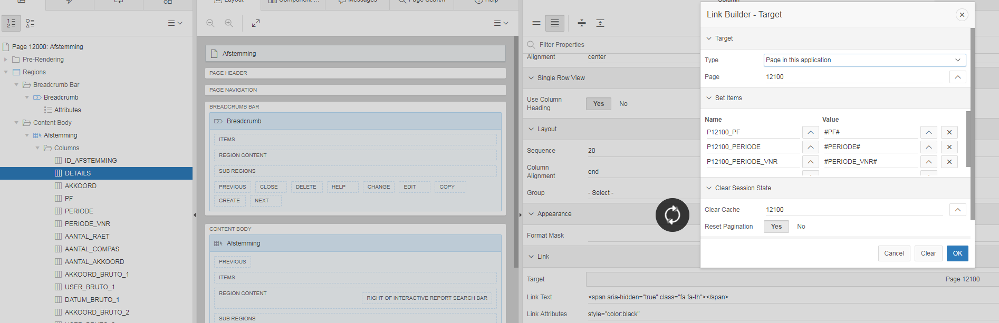 Layout
Component ...
Messages
Page Search
Help
Column
Page 12000: Afstemming
Pre-Rendering
Regions
Breadcrumb Bar
Breadcrumb
Attributes
Content Body
Afstemming
Columns
ID_AFSTEMMING
DETAILS
AKKOORD
PF
PERIODE
PERIODE_VNR
AANTAL_RAET
AANTAL_COMPAS
AANTAL_AKKOORD
AKKOORD_BRUTO_1
USER_BRUTO_1
DATUM_BRUTO_1
AKKOORD_BRUTO_2
Afstemming
PAGE HEADER
PAGE NAVIGATION
BREADCRUMB BAR
Breadcrumb
ITEMS
REGION CONTENT
SUB REGIONS
PREVIOUS CLOSE DELETE HELP CHANGE EDIT COPY
CREATE NEXT
CONTENT BODY
Afstemming
PREVIOUS
ITEMS
REGION CONTENT
RIGHT OF INTERACTIVE REPORT SEARCH BAR
SUB REGIONS
Filter Properties
Alignment center
Single Row View
Use Column
Heading
Yes No
Layout
Sequence 20
Column
Alignment
end
Group - Select -
Appearance
Format Mask
Link
Target Page 12100
Link Text <span aria-hidden="true" class="fa fa-th"></span>
Link Attributes style="color:black"
Link Builder - Target
Target
Type Page in this application
Page 12100
Set Items
Name Value
P12100_PF #PF#
P12100_PERIODE #PERIODE#
P12100_PERIODE_VNR #PERIODE_VNR#
Clear Session State
Clear Cache 12100
Reset Pagination Yes No
Cancel Clear OK